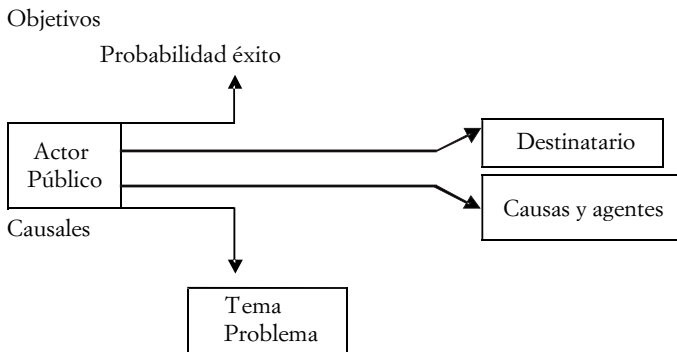 Objetivos
Probabilidad éxito
Actor
Público
Destinatario
Causas y agentes
Causales
Tema
Problema